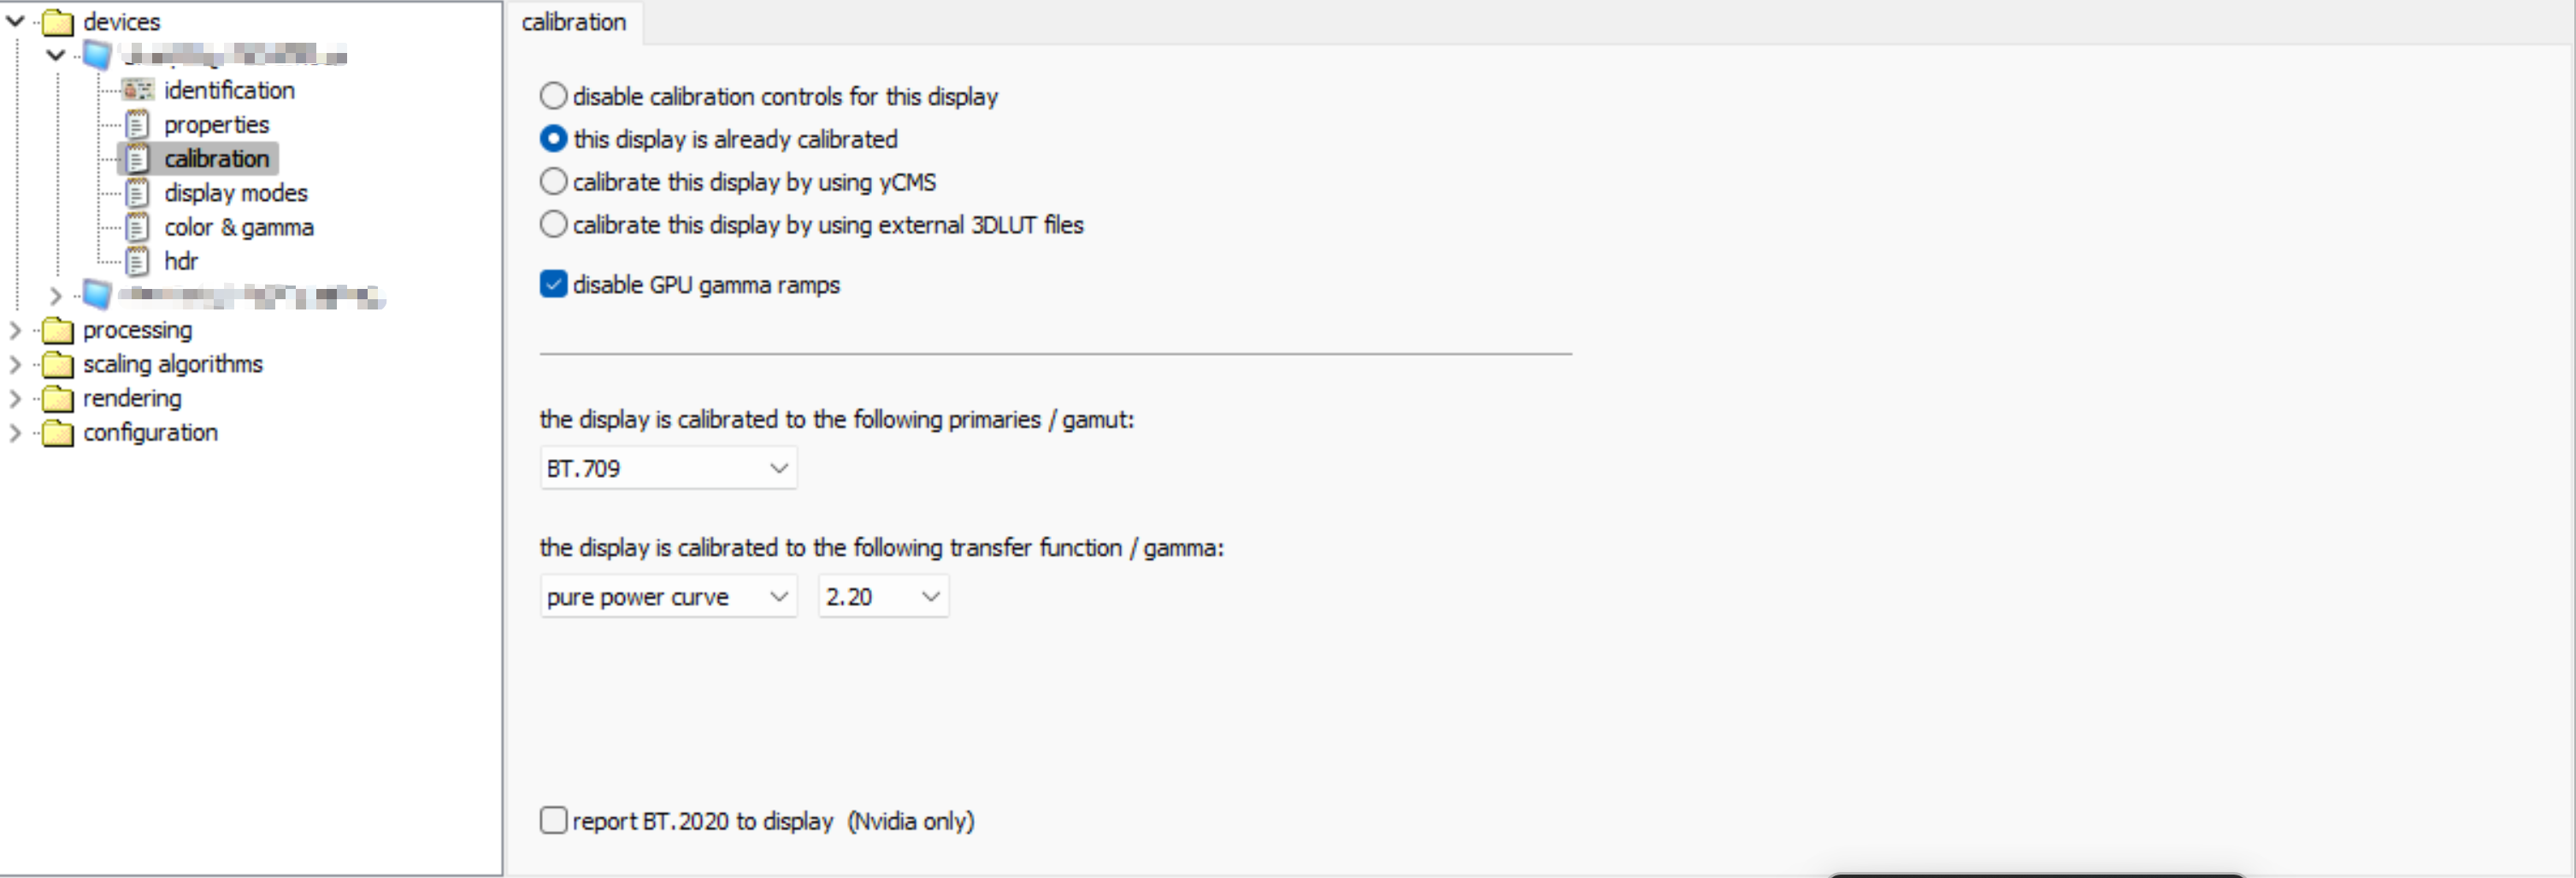 devices
identification
properties
calibration
display modes
color & gamma
hdr
processing
scaling algorithms
rendering
configuration
calibration
disable calibration controls for this display
this display is already calibrated
calibrate this display by using yCMS
calibrate this display by using external 3DLUT files
disable GPU gamma ramps
the display is calibrated to the following primaries / gamut:
BT.709
the display is calibrated to the following transfer function / gamma:
pure power curve 2.20
report BT.2020 to display (Nvidia only)